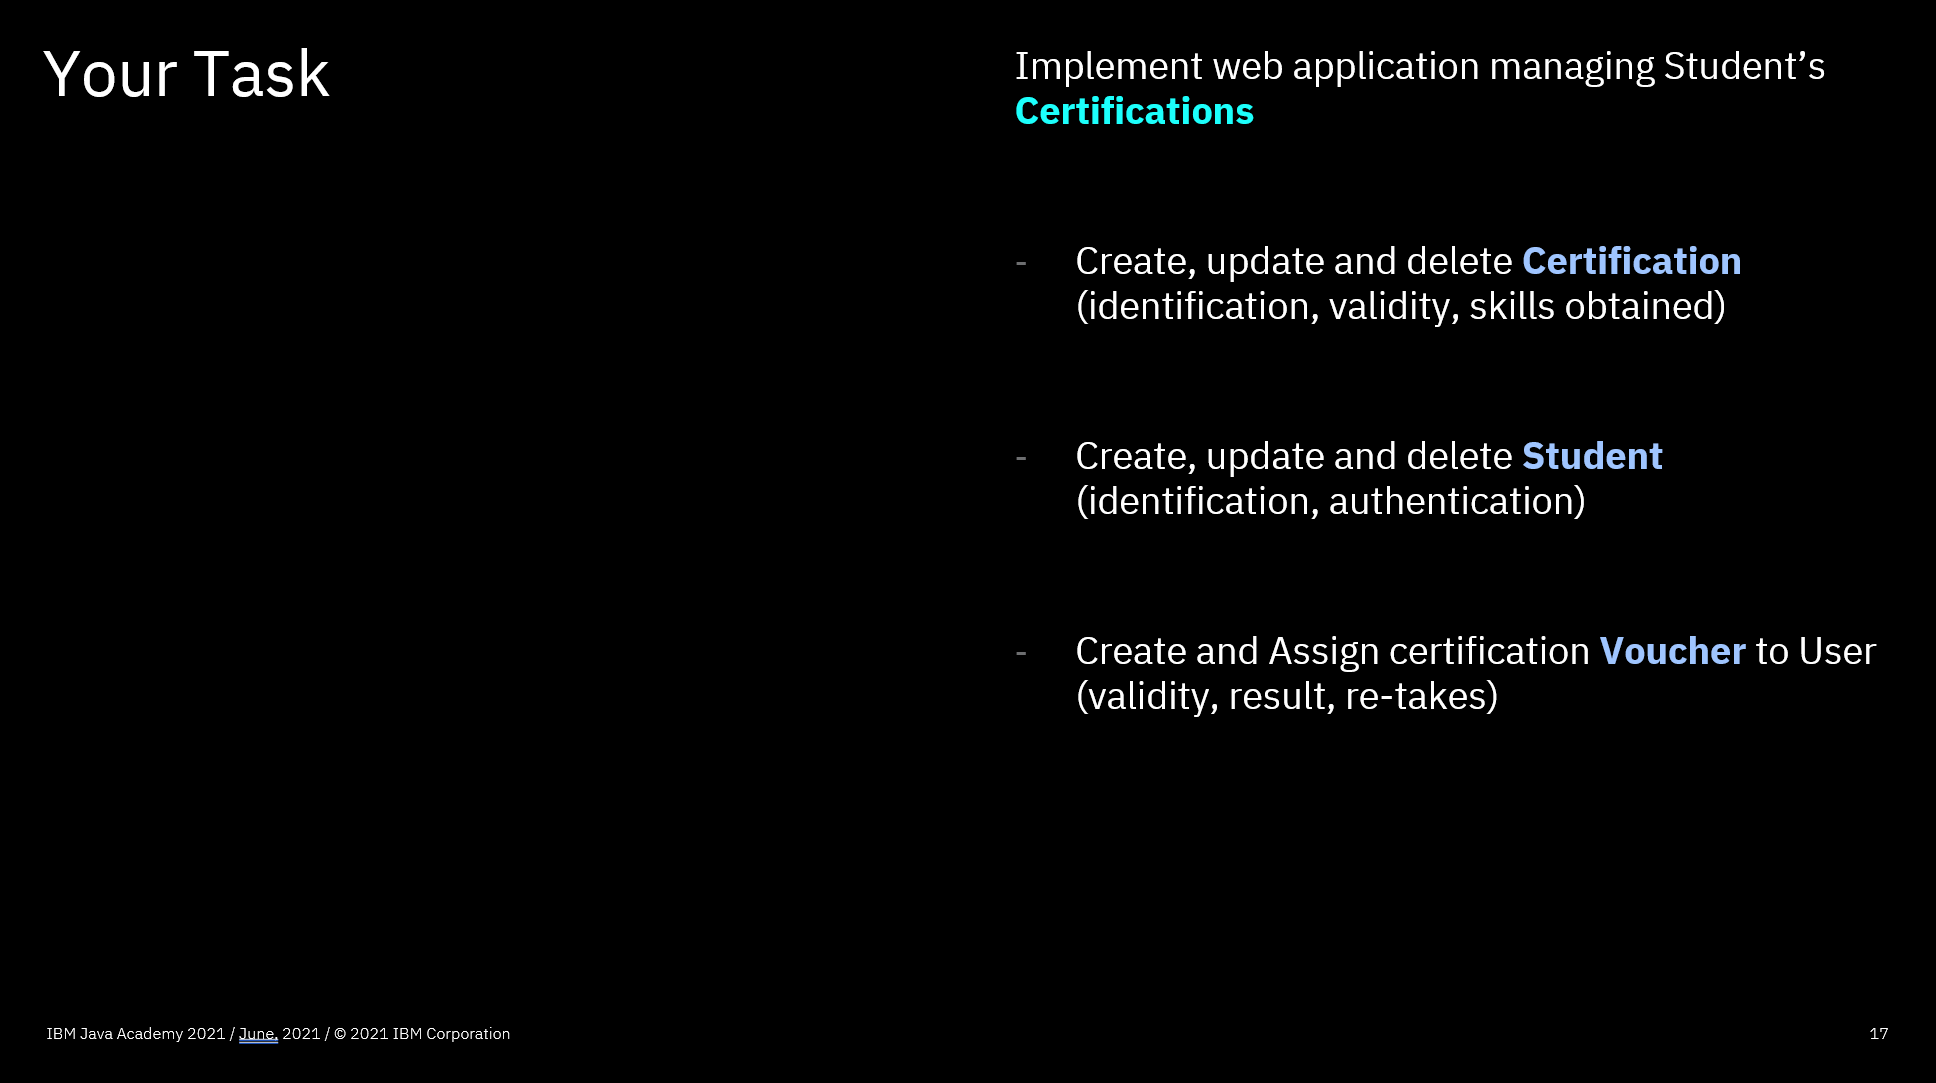 Your Task
Implement web application managing Student’s
Certifications
- Create, update and delete Certification
(identification, validity, skills obtained)
- Create, update and delete Student
(identification, authentication)
- Create and Assign certification Voucher to User
(validity, result, re-takes)
IBM Java Academy 2021 / June, 2021 / © 2021 IBM Corporation
17